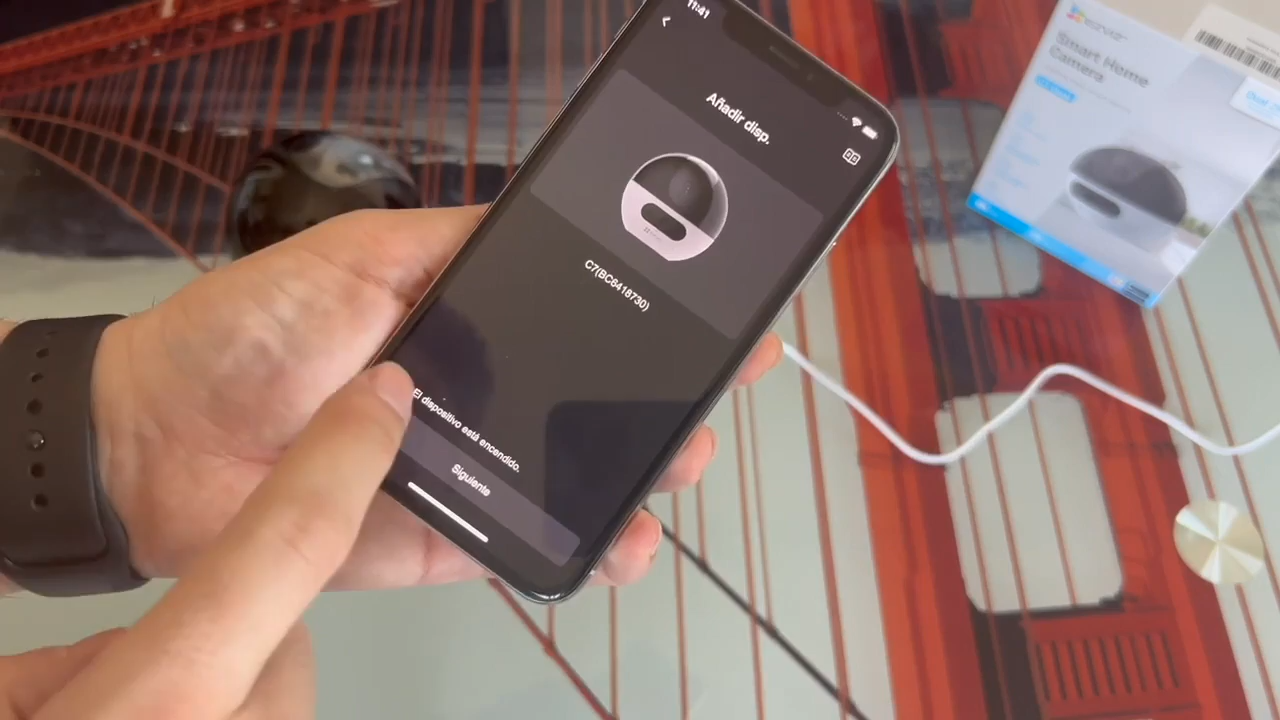 11:41
Añadir disp.
C7(BC6418730)
El dispositivo está encendido.
Siguiente
Smart Home
Camera